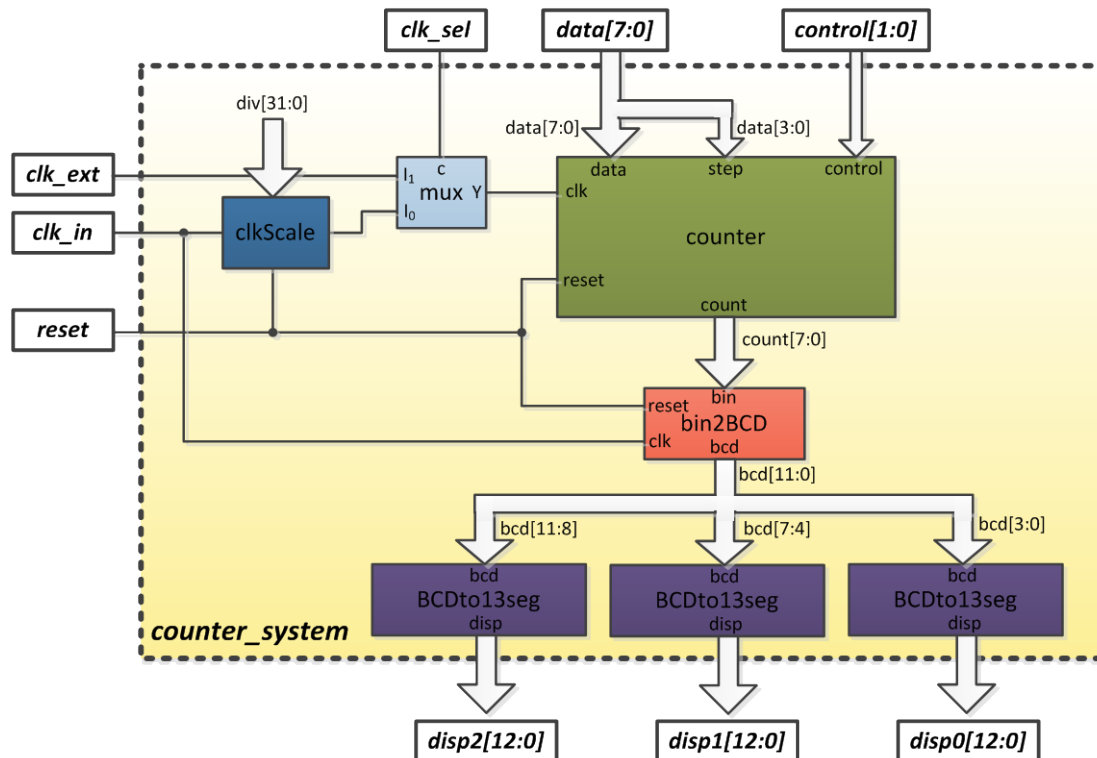 clk_sel
data[7:0]
control[1:0]
div[31:0]
data[7:0]
data[3:0]
clk_ext
clk_in
reset
clkScale
I1
c
mux
Y
I0
data
step
control
clk
counter
reset
count
count[7:0]
bin
reset
bin2BCD
clk
bcd
bcd[11:0]
bcd[11:8]
bcd[7:4]
bcd[3:0]
bcd
BCDto13seg
disp
bcd
BCDto13seg
disp
bcd
BCDto13seg
disp
counter_system
disp2[12:0]
disp1[12:0]
disp0[12:0]